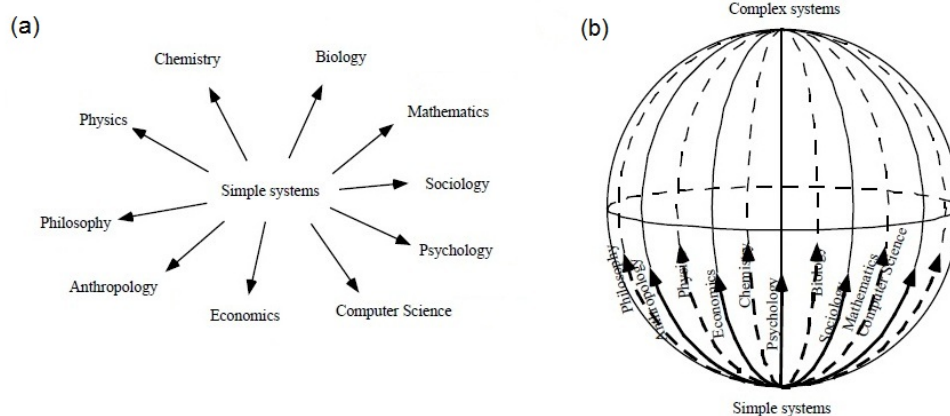 (a)
Chemistry
Biology
Physics
Mathematics
Simple systems
Sociology
Philosophy
Psychology
Anthropology
Economics
Computer Science
(b)
Complex systems
Philosophy
Anthropology
Physics
Economics
Chemistry
Psychology
Biology
Sociology
Mathematics
Computer Science
Simple systems